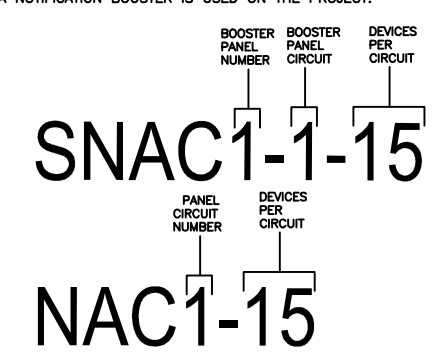 A NOTIFICATION BOOSTER IS USED ON THE PROJECT.
BOOSTER PANEL NUMBER
BOOSTER PANEL CIRCUIT
DEVICES PER CIRCUIT
SNAC1-1-15
PANEL CIRCUIT NUMBER
DEVICES PER CIRCUIT
NAC1-15